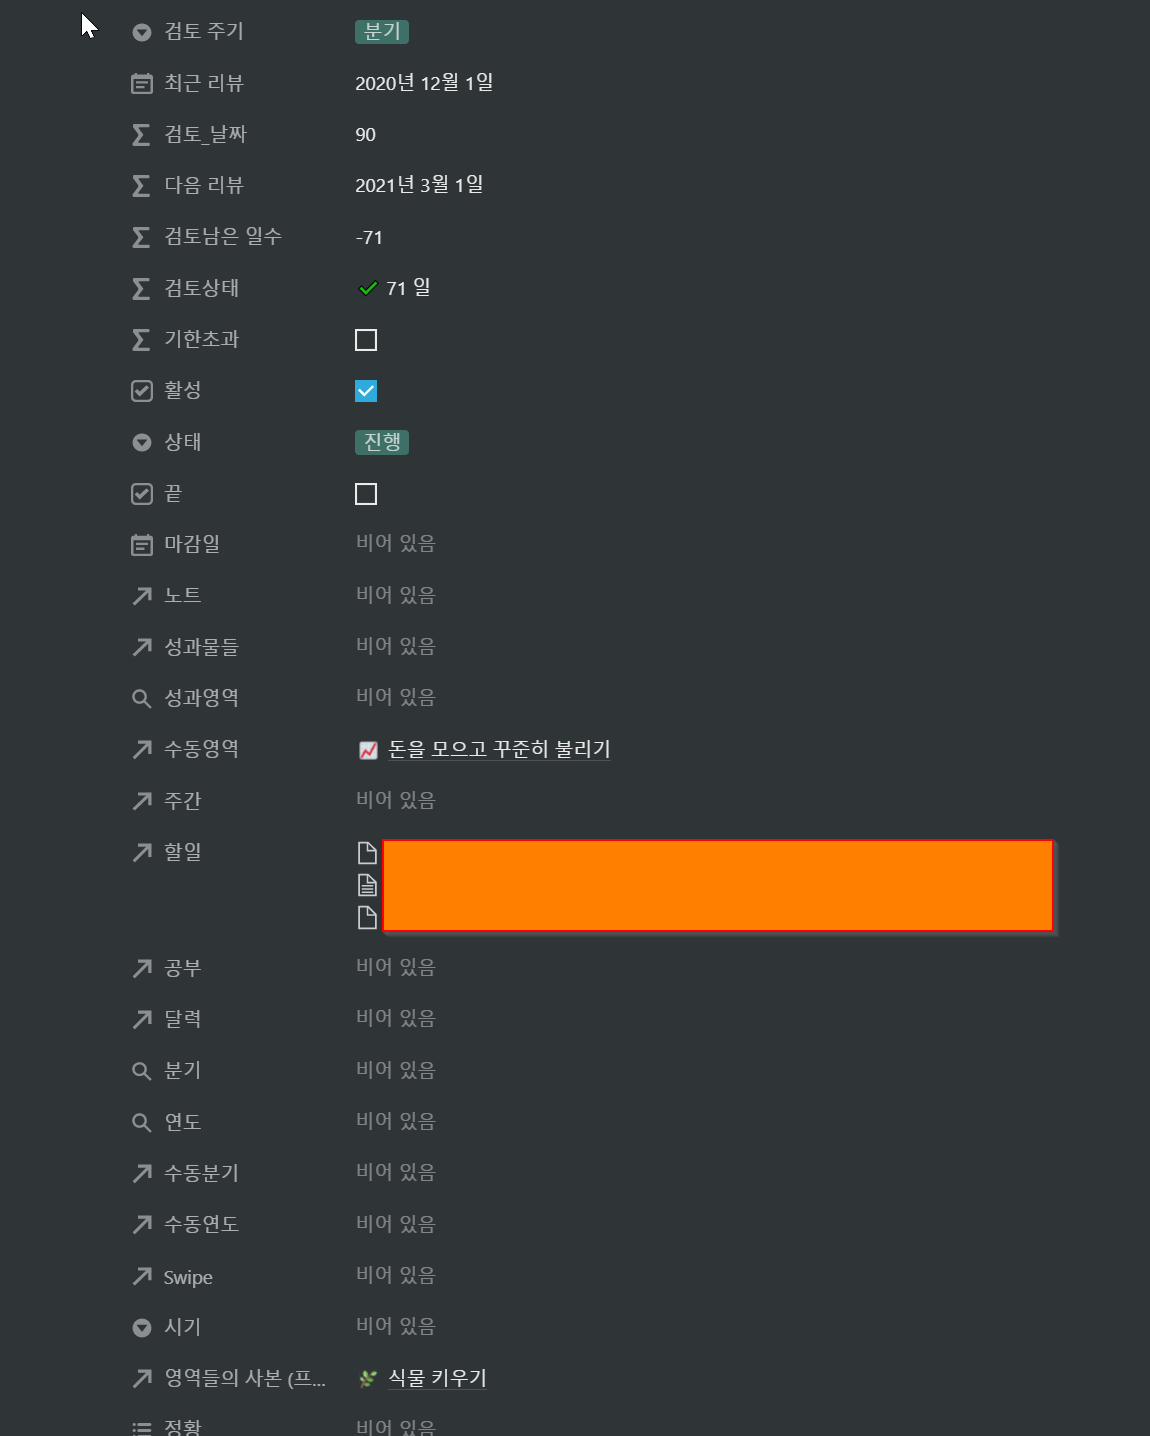 검토 주기 분기
최근 리뷰 2020년 12월 1일
검토_날짜 90
다음 리뷰 2021년 3월 1일
검토남은 일수 -71
검토상태 71 일
기한초과
활성
상태 진행
끝
마감일 비어 있음
노트 비어 있음
성과물들 비어 있음
성과영역 비어 있음
수동영역 돈을 모으고 꾸준히 불리기
주간 비어 있음
할일
공부 비어 있음
달력 비어 있음
분기 비어 있음
연도 비어 있음
수동분기 비어 있음
수동연도 비어 있음
Swipe 비어 있음
시기 비어 있음
영역들의 사본 (프... 식물 키우기
정황 비어 있음